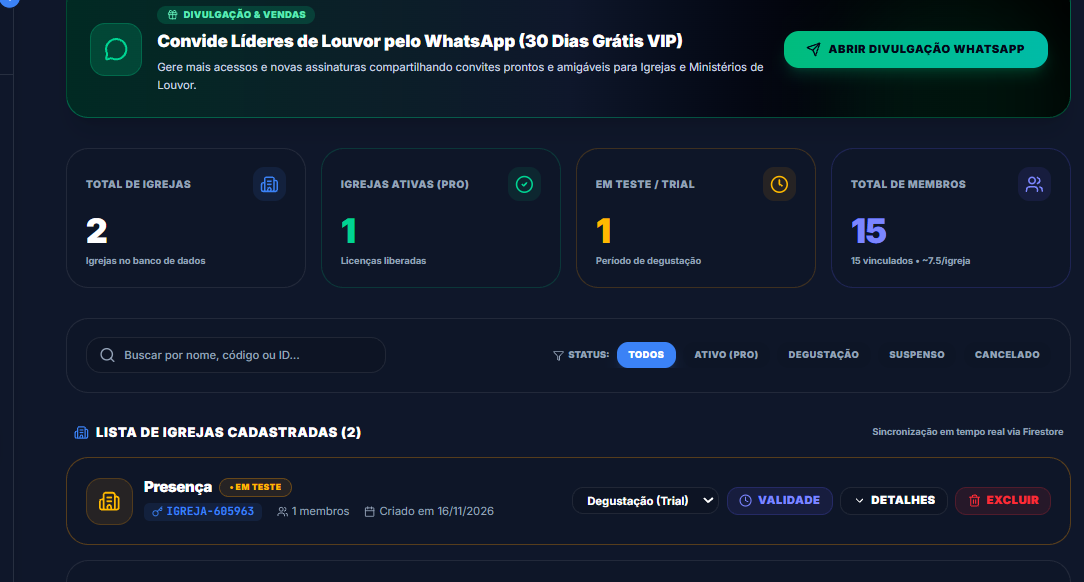 DIVULGAÇÃO & VENDAS
Convide Líderes de Louvor pelo WhatsApp (30 Dias Grátis VIP)
Gere mais acessos e novas assinaturas compartilhando convites prontos e amigáveis para Igrejas e Ministérios de
Louvor.
ABRIR DIVULGAÇÃO WHATSAPP
TOTAL DE IGREJAS
2
Igrejas no banco de dados
IGREJAS ATIVAS (PRO)
1
Licenças liberadas
EM TESTE / TRIAL
1
Período de degustação
TOTAL DE MEMBROS
15
15 vinculados • ~7.5/igreja
Buscar por nome, código ou ID...
STATUS: TODOS ATIVO (PRO) DEGUSTAÇÃO SUSPENSO CANCELADO
LISTA DE IGREJAS CADASTRADAS (2)
Sincronização em tempo real via Firestore
Presença • EM TESTE
IGREJA-605963 1 membros Criado em 16/11/2026
Degustação (Trial) VALIDADE DETALHES EXCLUIR